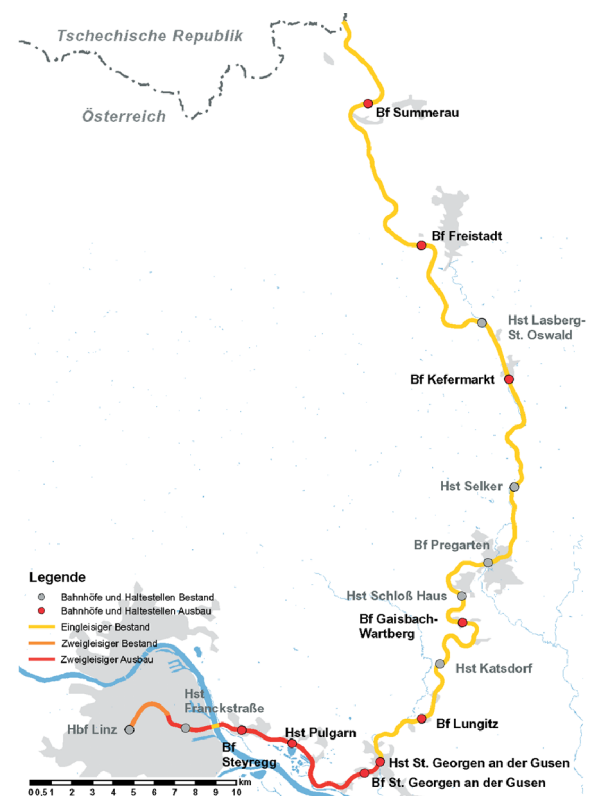 Tschechische Republik
Österreich
Bf Summerau
Bf Freistadt
Hst Lasberg-
St. Oswald
Bf Kefermarkt
Hst Selker
Bf Pregarten
Hst Schloß Haus
Bf Gaisbach-
Wartberg
Hst Katsdorf
Bf Lungitz
Hst St. Georgen an der Gusen
Bf St. Georgen an der Gusen
Hst Pulgarn
Bf
Steyregg
Hst
Franckstraße
Hbf Linz
Legende
Bahnhöfe und Haltestellen Bestand
Bahnhöfe und Haltestellen Ausbau
Eingleisiger Bestand
Zweigleisiger Bestand
Zweigleisiger Ausbau
km
0 0,5 1 2 3 4 5 6 7 8 9 10